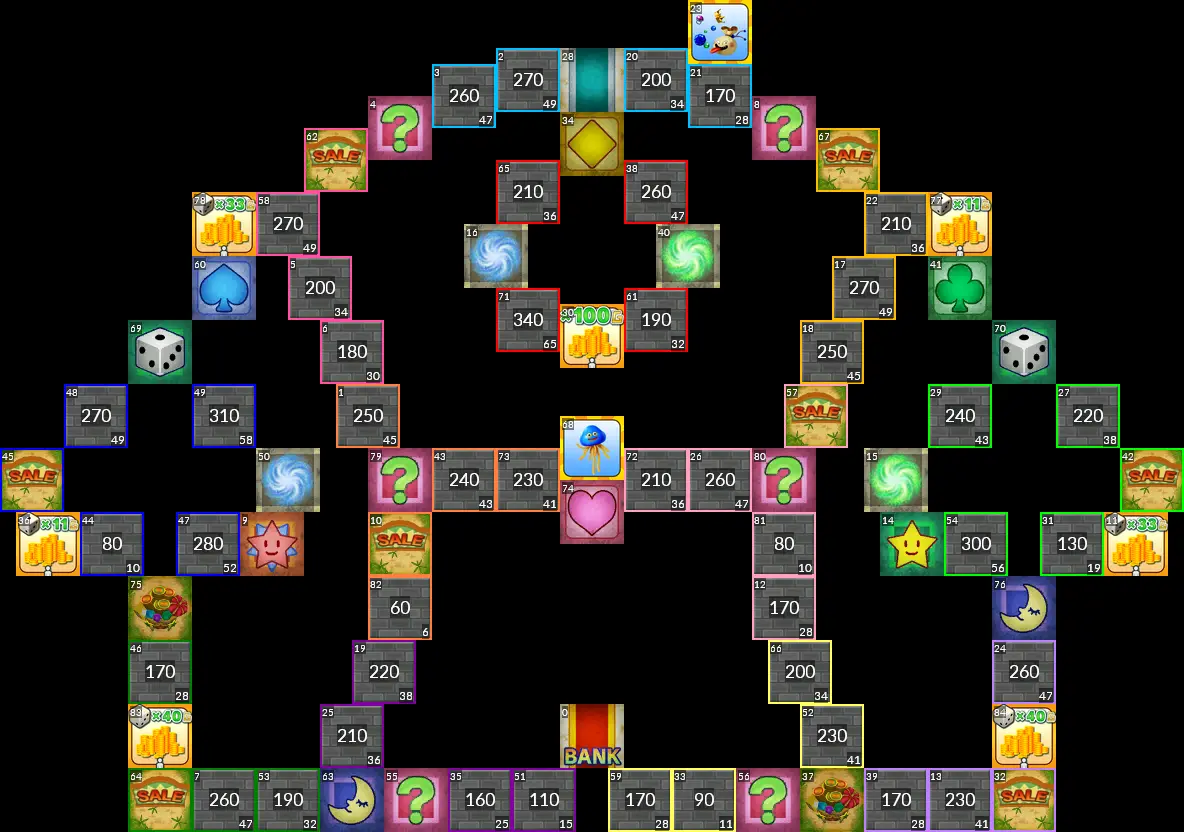 23
2 270 49
28
20 200 34
3 260 47
21 170 28
4 ?
34
8 ?
62 SALE
67 SALE
65 210 36
38 260 47
78 ×33
58 270 49
22 210 36
77 ×11
16
40
60
5 200 34
17 270 49
41
71 340 65
30 ×100
61 190 32
69
6 180 30
18 250 45
70
48 270 49
49 310 58
1 250 45
57 SALE
29 240 43
27 220 38
68
45 SALE
50
79 ?
43 240 43
73 230 41
72 210 36
26 260 47
80 ?
15
42 SALE
74
36 ×11
44 80 10
47 280 52
9
10 SALE
81 80 10
14
54 300 56
31 130 19
11 ×33
75
82 60 6
12 170 28
76
46 170 28
19 220 38
66 200 34
24 260 47
83 ×40
25 210 36
0 BANK
52 230 41
84 ×40
64 SALE
7 260 47
53 190 32
63
55 ?
35 160 25
51 110 15
59 170 28
33 90 11
56 ?
37
39 170 28
13 230 41
32 SALE